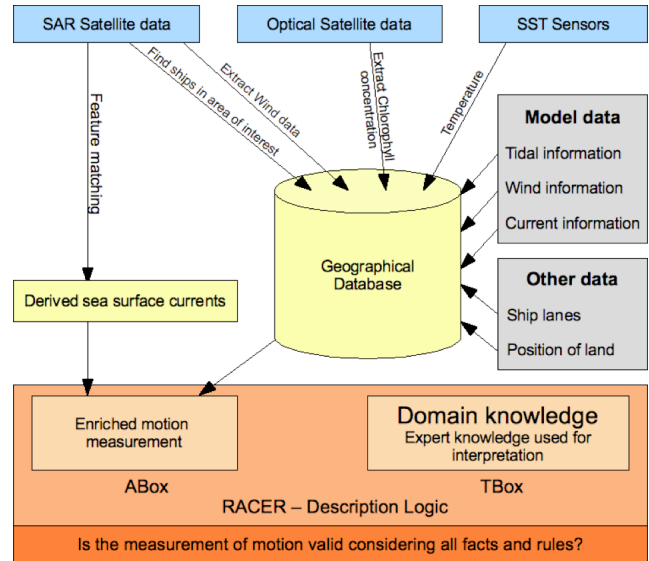 SAR Satellite data
Optical Satellite data
SST Sensors
Feature matching
Find ships in area of interest
Extract Wind data
Extract Chlorophyll
concentration
Temperature
Model data
Tidal information
Wind information
Current information
Geographical
Database
Other data
Ship lanes
Position of land
Derived sea surface currents
Enriched motion
measurement
ABox
Domain knowledge
Expert knowledge used for
interpretation
TBox
RACER – Description Logic
Is the measurement of motion valid considering all facts and rules?